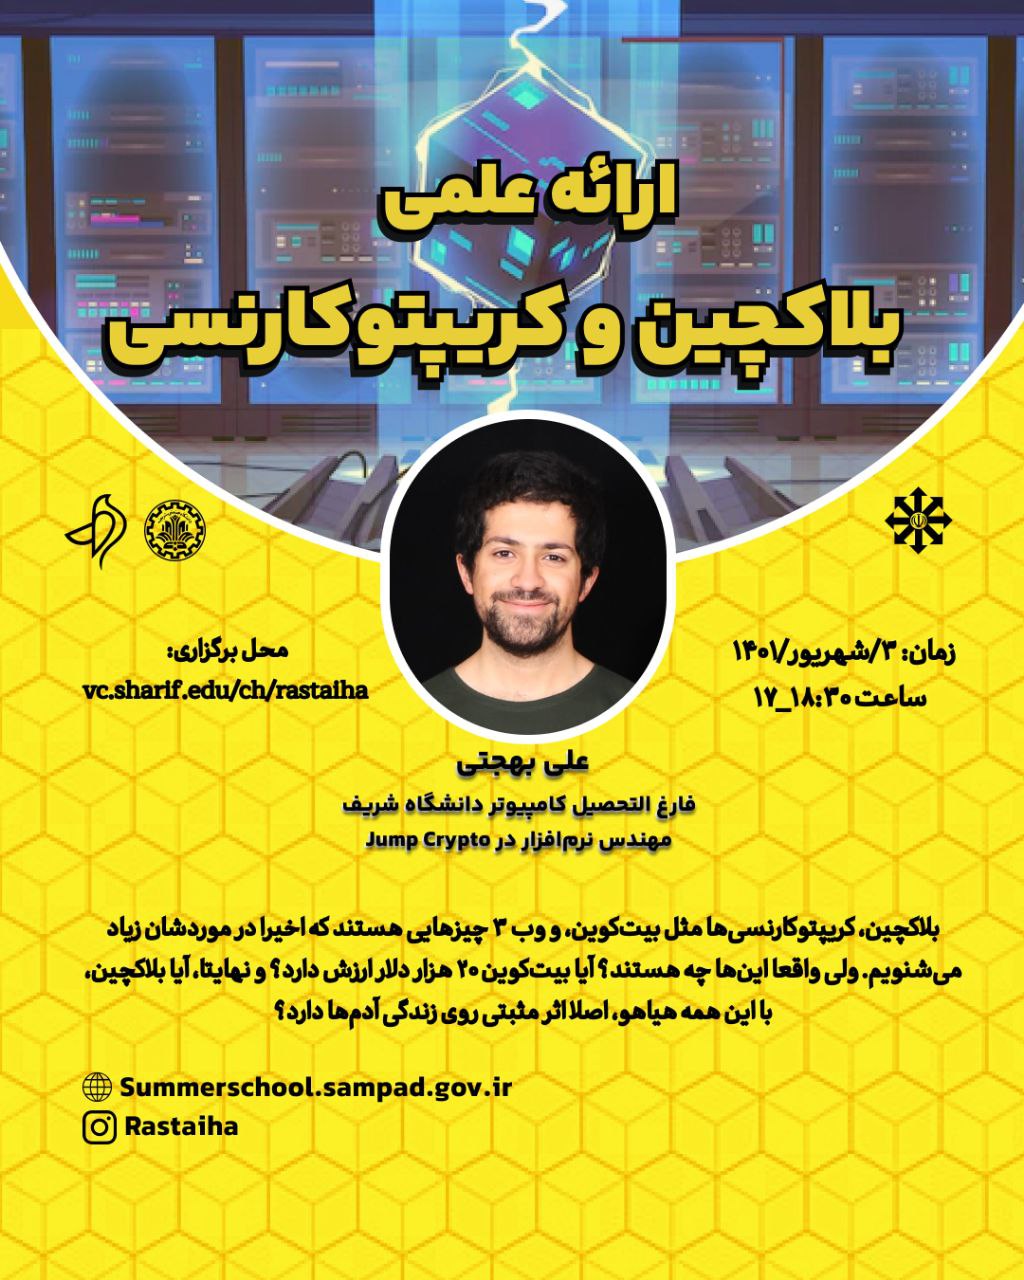 ارائه علمی
بلاکچین و کریپتوکارنسی
زمان: ۳/شهریور/۱۴۰۱
ساعت ۱۸:۳۰_۱۷
محل برگزاری:
vc.sharif.edu/ch/rastaiha
علی بهجتی
فارغ التحصیل کامپیوتر دانشگاه شریف
مهندس نرم‌افزار در Jump Crypto
بلاکچین، کریپتوکارنسی‌ها مثل بیت‌کوین، و وب ۳ چیزهایی هستند که اخیرا در موردشان زیاد
می‌شنویم. ولی واقعا این‌ها چه هستند؟ آیا بیت‌کوین ۲۰ هزار دلار ارزش دارد؟ و نهایتا، آیا بلاکچین،
با این همه هیاهو، اصلا اثر مثبتی روی زندگی آدم‌ها دارد؟
Summerschool.sampad.gov.ir
Rastaiha